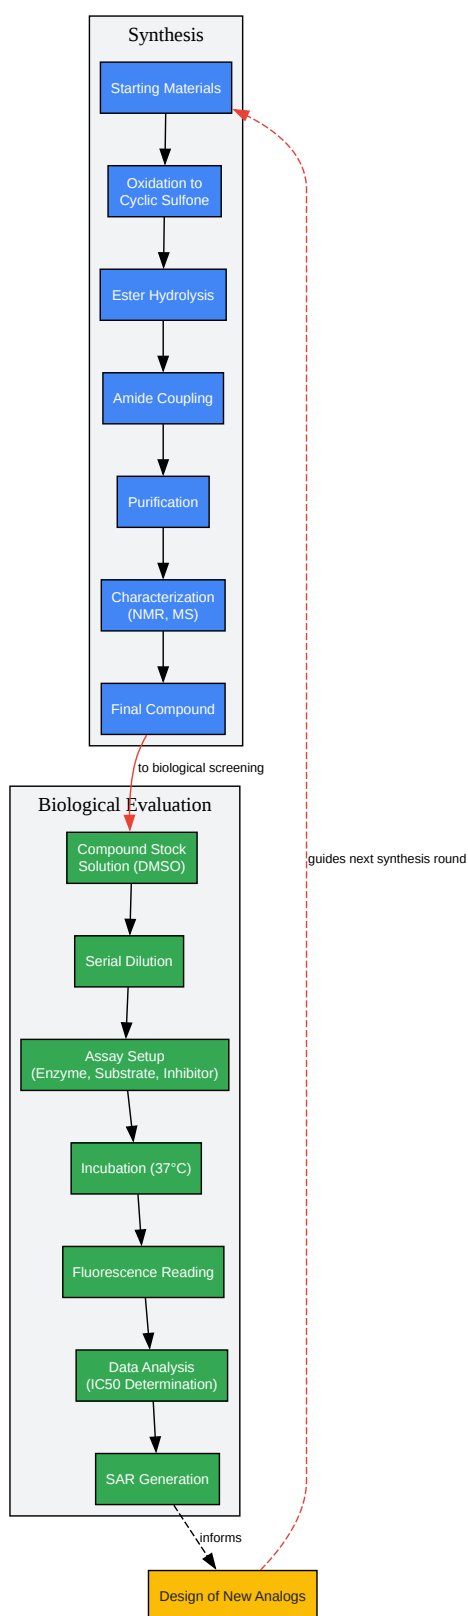 Synthesis
Starting Materials
Oxidation to
Cyclic Sulfone
Ester Hydrolysis
Amide Coupling
Purification
Characterization
(NMR, MS)
Final Compound
to biological screening
Biological Evaluation
Compound Stock
Solution (DMSO)
guides next synthesis round
Serial Dilution
Assay Setup
(Enzyme, Substrate, Inhibitor)
Incubation (37°C)
Fluorescence Reading
Data Analysis
(IC50 Determination)
SAR Generation
informs
Design of New Analogs